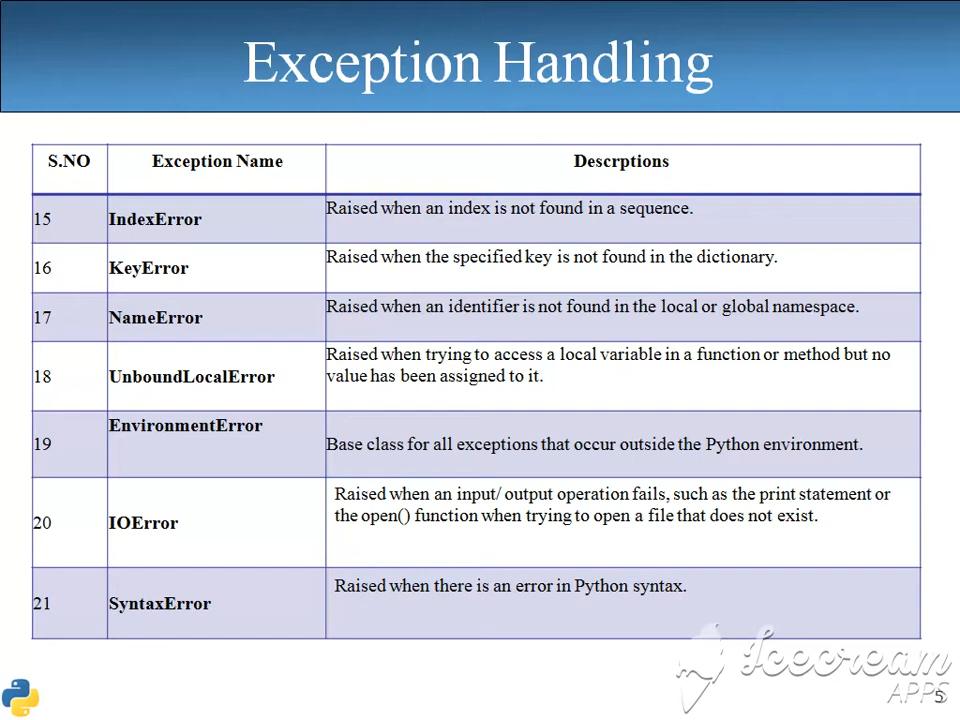 Exception Handling
S.NO Exception Name Descrptions
15 IndexError Raised when an index is not found in a sequence.
16 KeyError Raised when the specified key is not found in the dictionary.
17 NameError Raised when an identifier is not found in the local or global namespace.
18 UnboundLocalError Raised when trying to access a local variable in a function or method but no
value has been assigned to it.
19 EnvironmentError Base class for all exceptions that occur outside the Python environment.
20 IOError Raised when an input/ output operation fails, such as the print statement or
the open() function when trying to open a file that does not exist.
21 SyntaxError Raised when there is an error in Python syntax.
Icecream
APPS
5